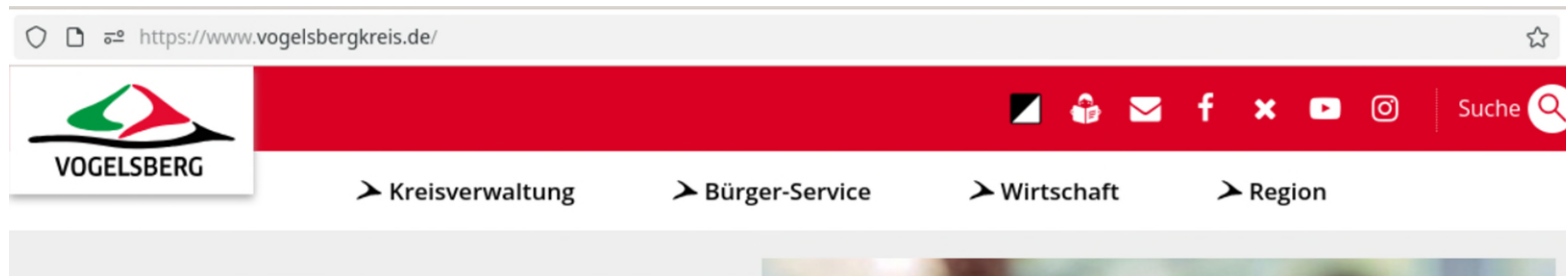 https://www.vogelsbergkreis.de/
Suche
VOGELSBERG
Kreisverwaltung
Bürger-Service
Wirtschaft
Region